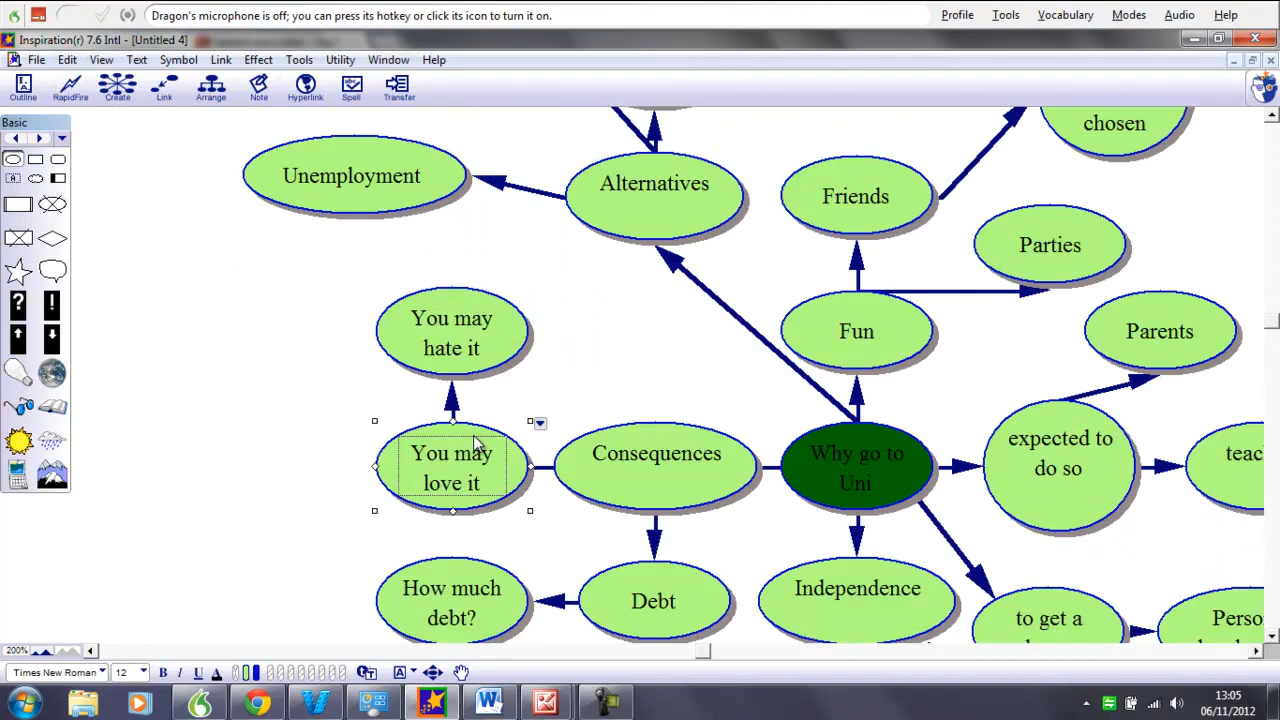 Dragon's microphone is off; you can press its hotkey or click its icon to turn it on.
Profile Tools Vocabulary Modes Audio Help
Inspiration(r) 7.6 Intl - [Untitled 4]
File Edit View Text Symbol Link Effect Tools Utility Window Help
Outline RapidFire Create Link Arrange Note Hyperlink Spell Transfer
Basic
chosen
Unemployment
Alternatives
Friends
Parties
You may
hate it
Fun
Parents
You may
love it
Consequences
Why go to
Uni
expected to
do so
teac
How much
debt?
Debt
Independence
to get a
Perso
200%
Times New Roman 12 B I U A A
13:05
06/11/2012